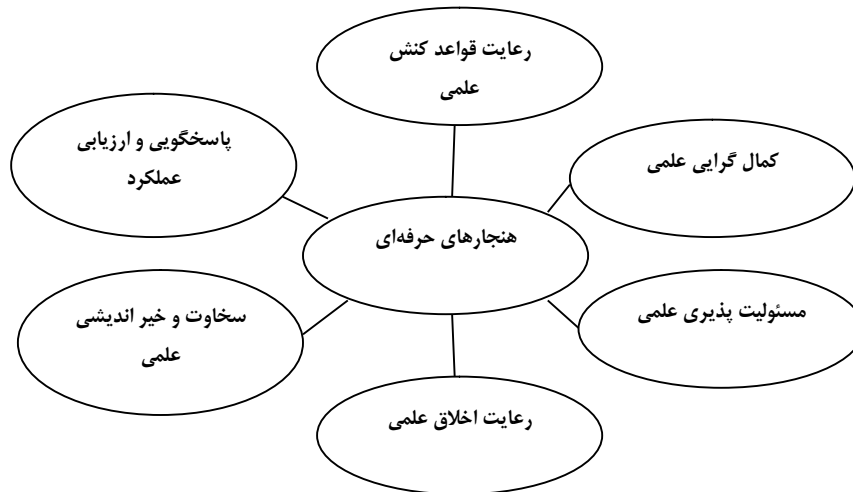 رعایت قواعد کنش
علمی
کمال گرایی علمی
پاسخگویی و ارزیابی
عملکرد
هنجارهای حرفه‌ای
مسئولیت پذیری علمی
سخاوت و خیر اندیشی
علمی
رعایت اخلاق علمی